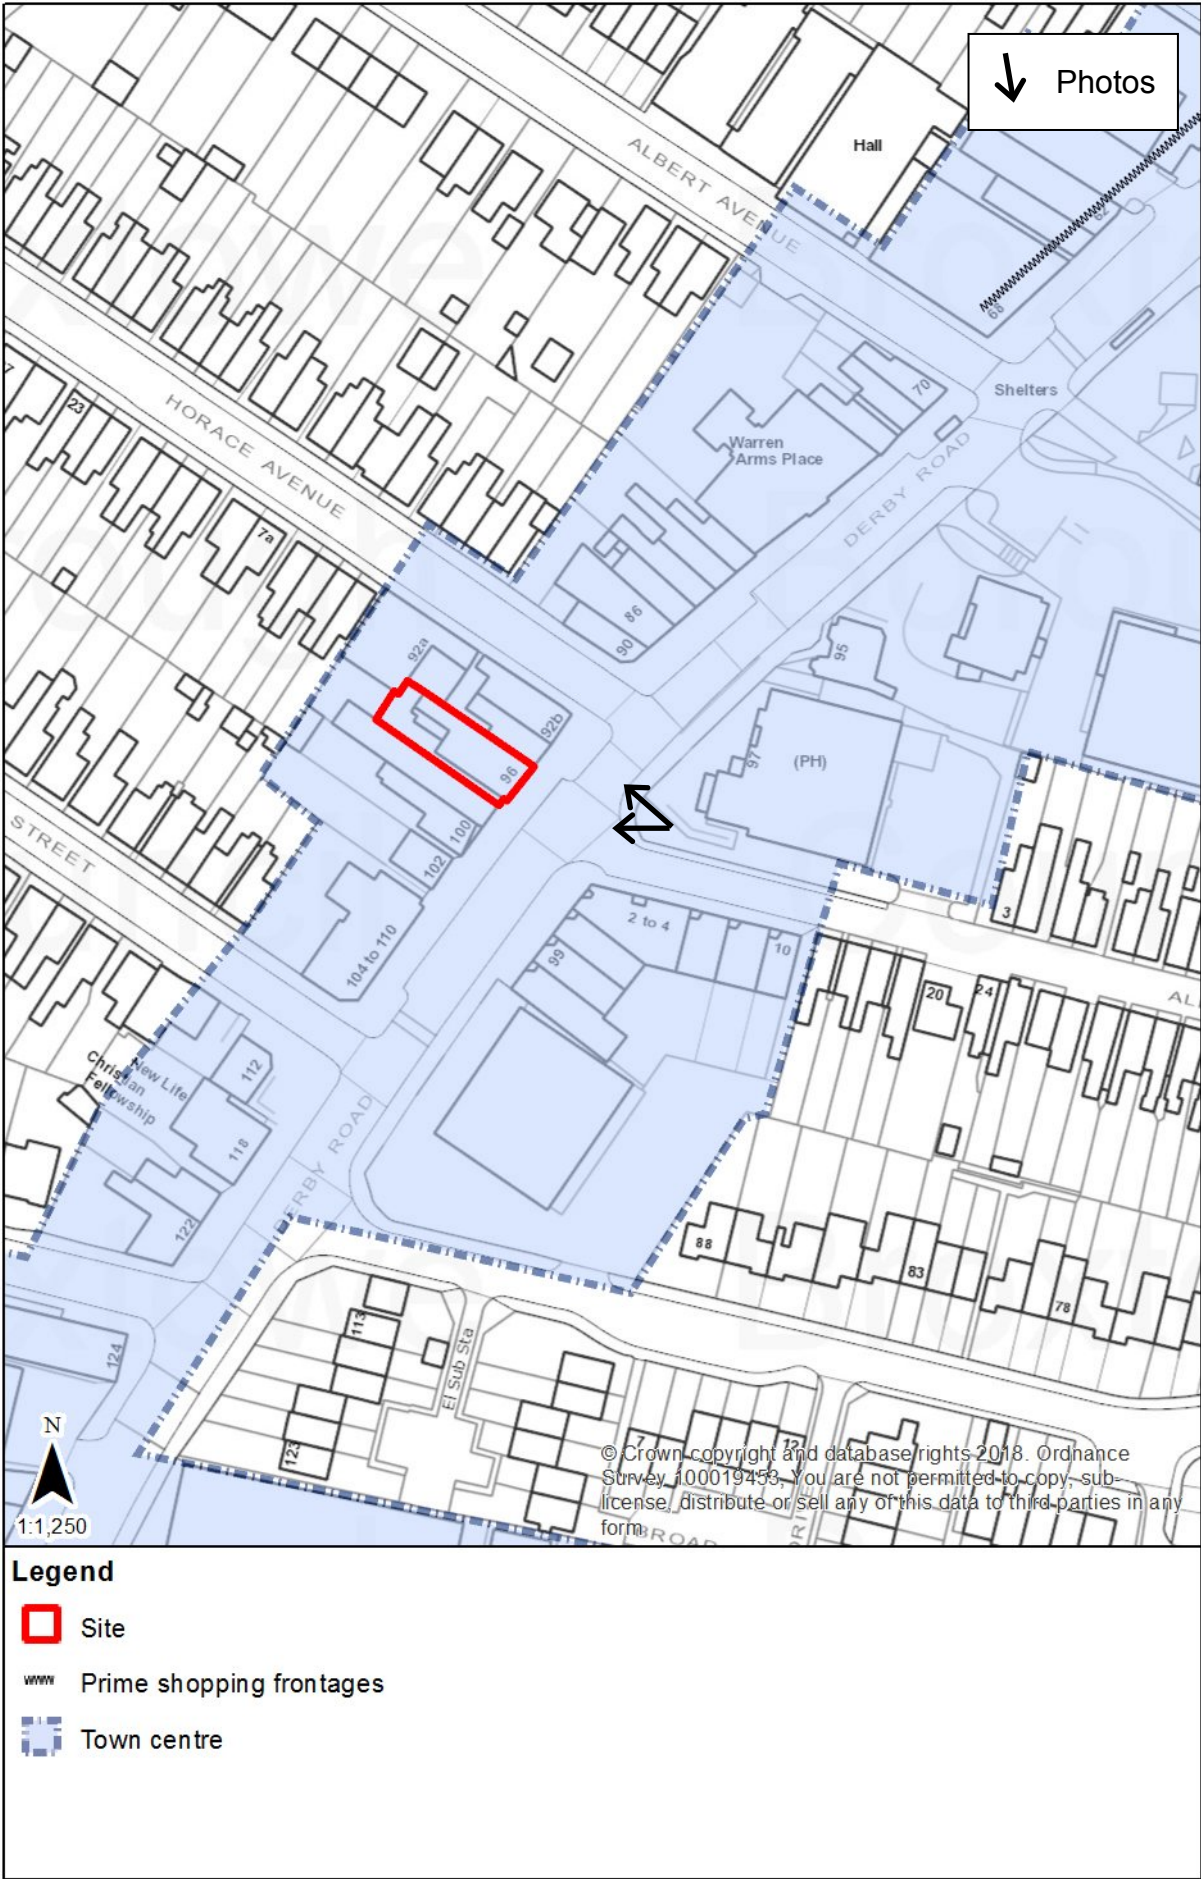 Photos
Hall
ALBERT AVENUE
62
68
Shelters
70
Warren
Arms Place
DERBY ROAD
HORACE AVENUE
23
7a
86
90
95
92a
92b
96
97
(PH)
100
102
104 to 110
STREET
2 to 4
99
10
3
20
24
112
New Life
Christian
Fellowship
118
122
DERBY ROAD
88
83
78
113
124
El Sub Sta
123
7
12
N
1:1,250
© Crown copyright and database rights 2018. Ordnance
Survey 100019453, You are not permitted to copy, sub-
license, distribute or sell any of this data to third parties in any
form.
BROAD
Legend
Site
Prime shopping frontages
Town centre